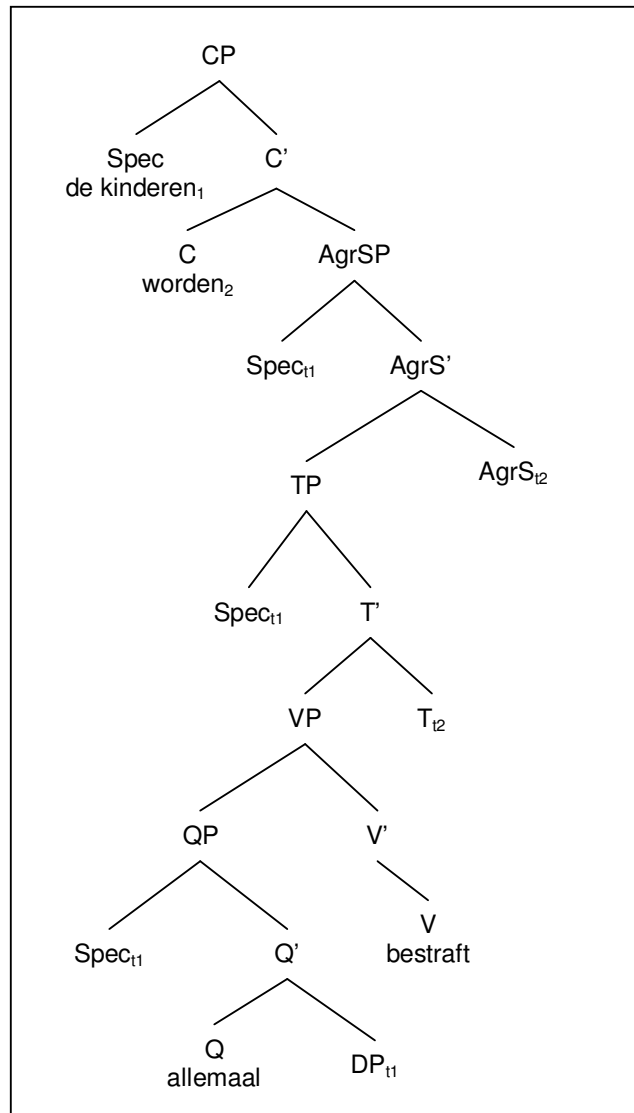 CP
Spec C’
de kinderen₁
C AgrSP
worden₂
Specₜ₁ AgrS’
TP AgrSₜ₂
Specₜ₁ T’
VP Tₜ₂
QP V’
Specₜ₁ Q’ V
bestraft
Q DPₜ₁
allemaal